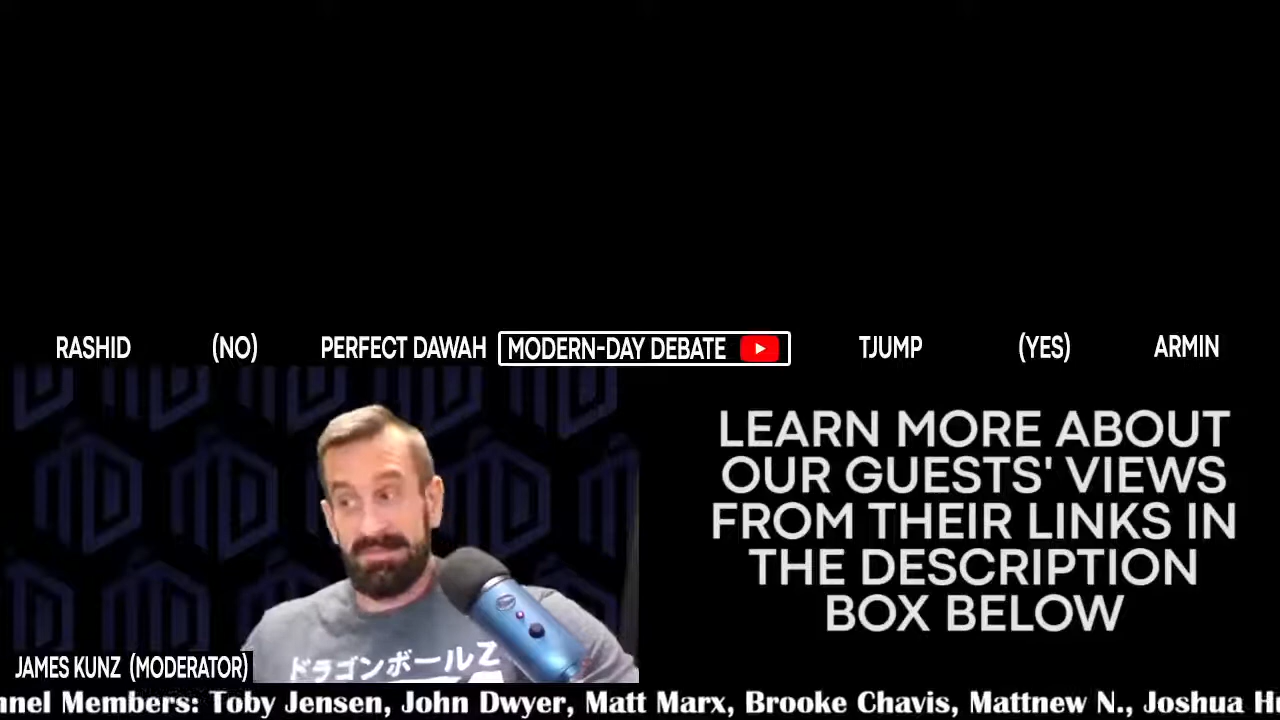 RASHID (NO) PERFECT DAWAH MODERN-DAY DEBATE TJUMP (YES) ARMIN
LEARN MORE ABOUT
OUR GUESTS' VIEWS
FROM THEIR LINKS IN
THE DESCRIPTION
BOX BELOW
ドラゴンボールZ
JAMES KUNZ (MODERATOR)
nnel Members: Toby Jensen, John Dwyer, Matt Marx, Brooke Chavis, Mattnew N., Joshua Hu